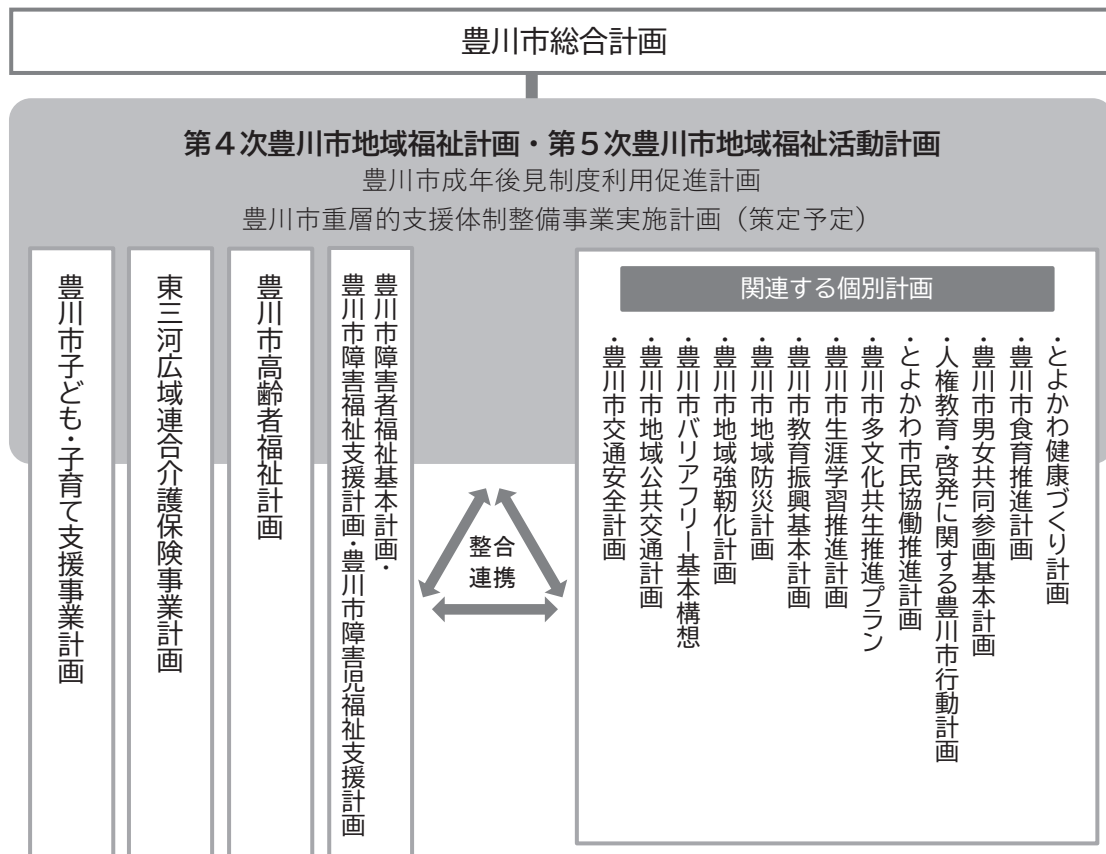 豊川市総合計画
第4次豊川市地域福祉計画・第5次豊川市地域福祉活動計画
豊川市成年後見制度利用促進計画
豊川市重層的支援体制整備事業実施計画（策定予定）
豊川市子ども・子育て支援事業計画
東三河広域連合介護保険事業計画
豊川市高齢者福祉計画
豊川市障害者福祉基本計画・
豊川市障害福祉支援計画・豊川市障害児福祉支援計画
整合
連携
関連する個別計画
・とよかわ健康づくり計画
・豊川市食育推進計画
・豊川市男女共同参画基本計画
・人権教育・啓発に関する豊川市行動計画
・とよかわ市民協働推進計画
・豊川市多文化共生推進プラン
・豊川市生涯学習推進計画
・豊川市教育振興基本計画
・豊川市地域防災計画
・豊川市地域強靭化計画
・豊川市バリアフリー基本構想
・豊川市地域公共交通計画
・豊川市交通安全計画